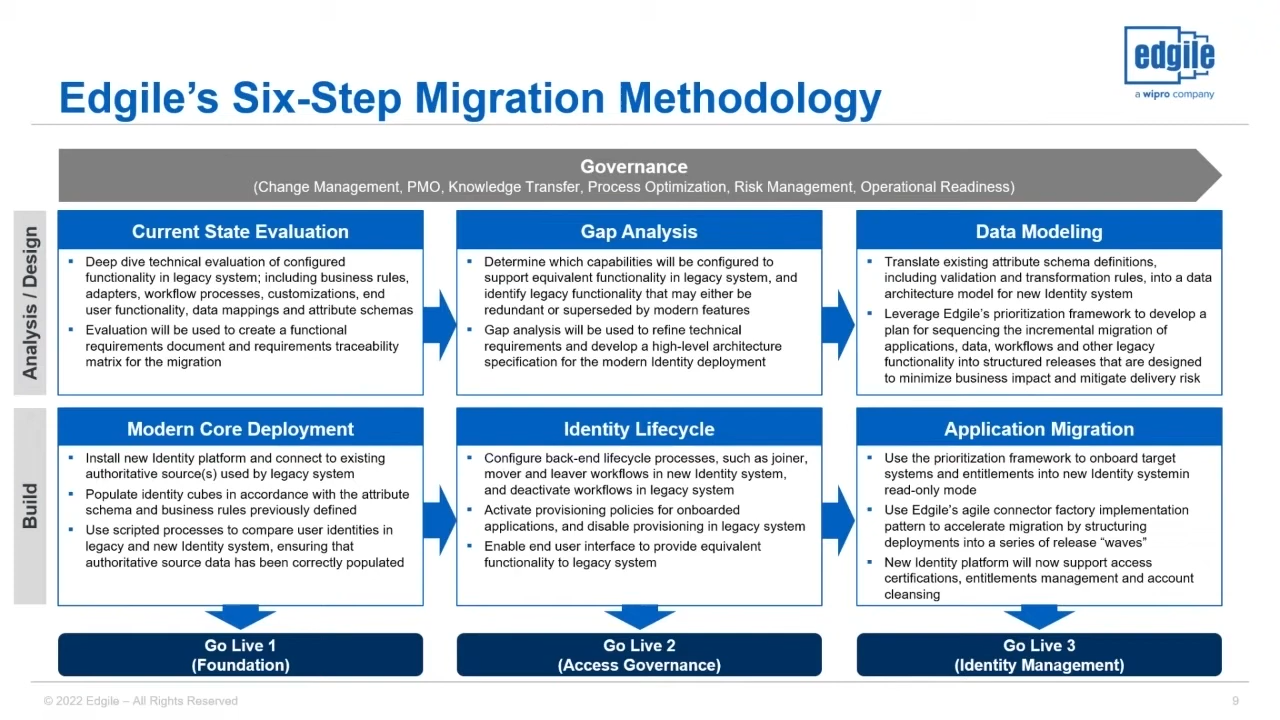 edgile
a wipro company
Edgile’s Six-Step Migration Methodology
Governance
(Change Management, PMO, Knowledge Transfer, Process Optimization, Risk Management, Operational Readiness)
Analysis / Design
Current State Evaluation
▪ Deep dive technical evaluation of configured
functionality in legacy system; including business rules,
adapters, workflow processes, customizations, end
user functionality, data mappings and attribute schemas
▪ Evaluation will be used to create a functional
requirements document and requirements traceability
matrix for the migration
Gap Analysis
▪ Determine which capabilities will be configured to
support equivalent functionality in legacy system, and
identify legacy functionality that may either be
redundant or superseded by modern features
▪ Gap analysis will be used to refine technical
requirements and develop a high-level architecture
specification for the modern Identity deployment
Data Modeling
▪ Translate existing attribute schema definitions,
including validation and transformation rules, into a data
architecture model for new Identity system
▪ Leverage Edgile’s prioritization framework to develop a
plan for sequencing the incremental migration of
applications, data, workflows and other legacy
functionality into structured releases that are designed
to minimize business impact and mitigate delivery risk
Build
Modern Core Deployment
▪ Install new Identity platform and connect to existing
authoritative source(s) used by legacy system
▪ Populate identity cubes in accordance with the attribute
schema and business rules previously defined
▪ Use scripted processes to compare user identities in
legacy and new Identity system, ensuring that
authoritative source data has been correctly populated
Identity Lifecycle
▪ Configure back-end lifecycle processes, such as joiner,
mover and leaver workflows in new Identity system,
and deactivate workflows in legacy system
▪ Activate provisioning policies for onboarded
applications, and disable provisioning in legacy system
▪ Enable end user interface to provide equivalent
functionality to legacy system
Application Migration
▪ Use the prioritization framework to onboard target
systems and entitlements into new Identity systemin
read-only mode
▪ Use Edgile’s agile connector factory implementation
pattern to accelerate migration by structuring
deployments into a series of release “waves”
▪ New Identity platform will now support access
certifications, entitlements management and account
cleansing
Go Live 1
(Foundation)
Go Live 2
(Access Governance)
Go Live 3
(Identity Management)
© 2022 Edgile – All Rights Reserved
9